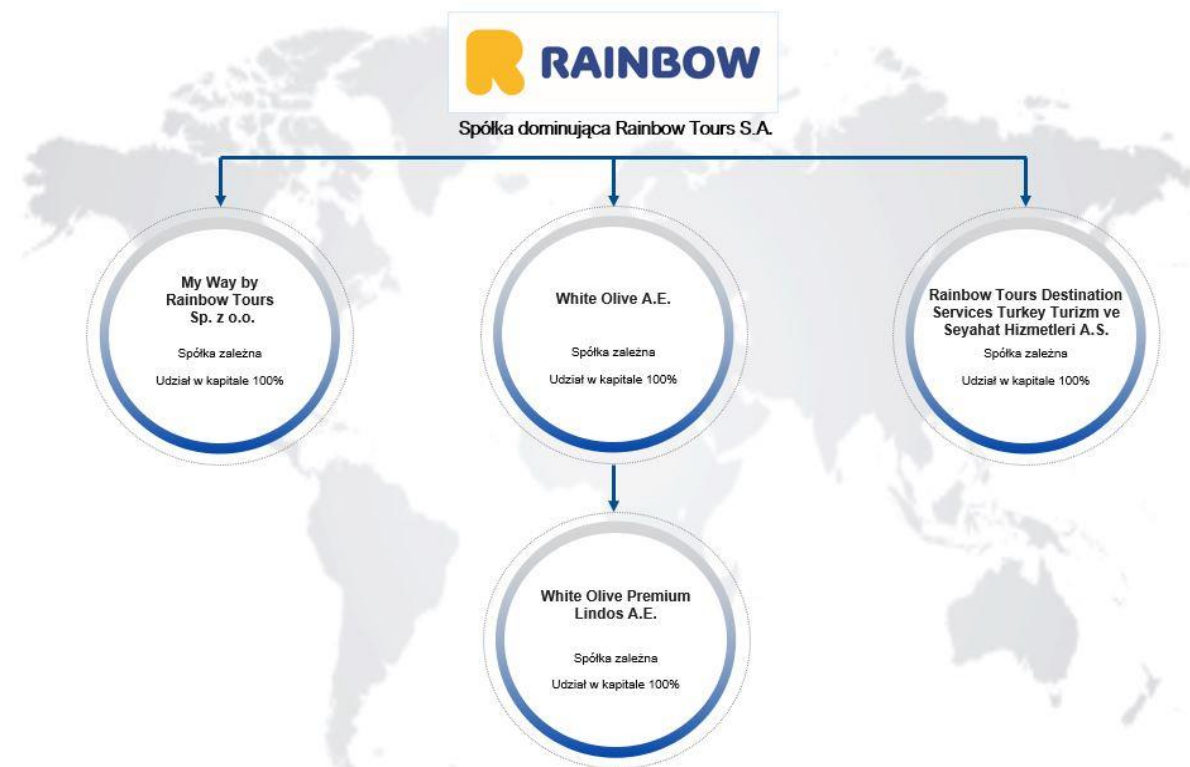 RAINBOW
Spółka dominująca Rainbow Tours S.A.
My Way by
Rainbow Tours
Sp. z o.o.
Spółka zależna
Udział w kapitale 100%
White Olive A.E.
Spółka zależna
Udział w kapitale 100%
Rainbow Tours Destination
Services Turkey Turizm ve
Seyahat Hizmetleri A.S.
Spółka zależna
Udział w kapitale 100%
White Olive Premium
Lindos A.E.
Spółka zależna
Udział w kapitale 100%